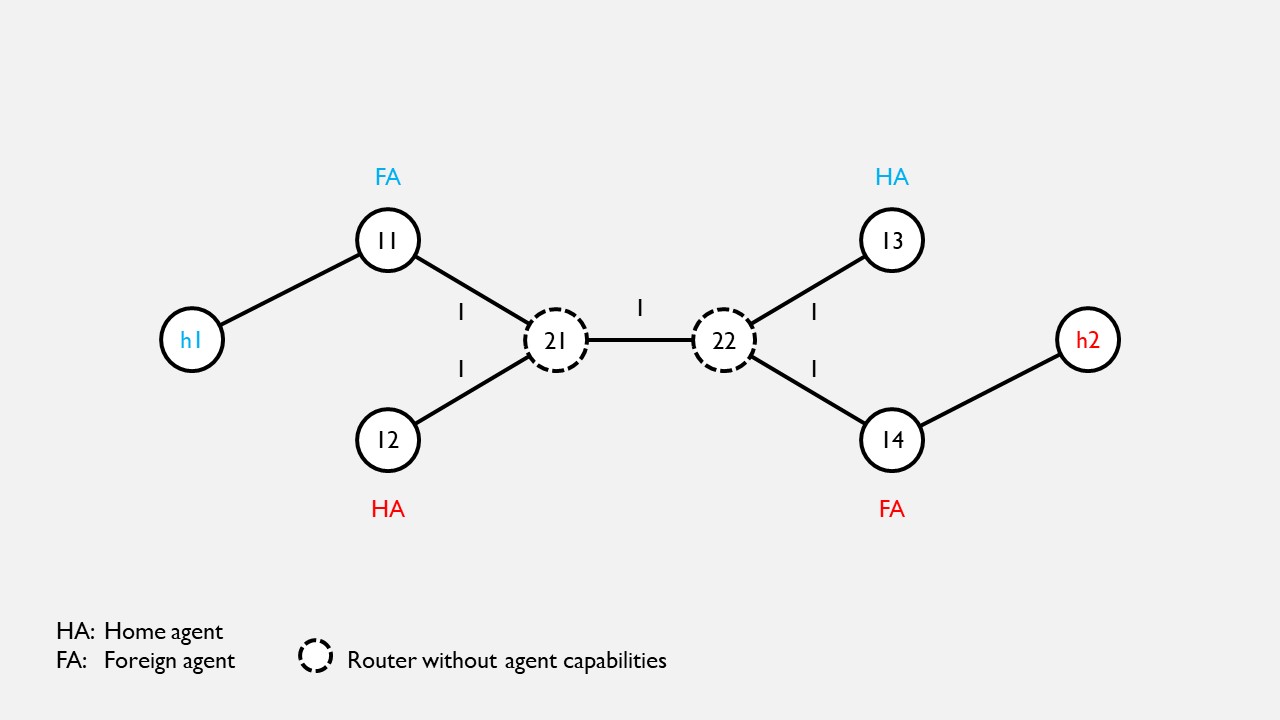 FA
HA
11
13
1
1
1
h1
21
22
h2
1
1
12
14
HA
FA
HA: Home agent
FA: Foreign agent
Router without agent capabilities